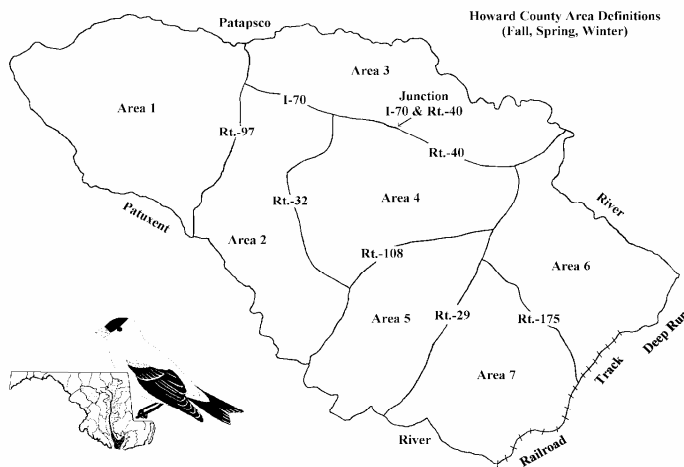 Howard County Area Definitions
(Fall, Spring, Winter)
Patapsco
Area 3
Area 1
I-70
Junction
I-70 & Rt.-40
Rt.-97
Rt.-40
Rt.-32
Area 4
River
Patuxent
Area 2
Rt.-108
Area 6
Area 5
Rt.-29
Rt.-175
Deep Run
Track
Area 7
River
Railroad